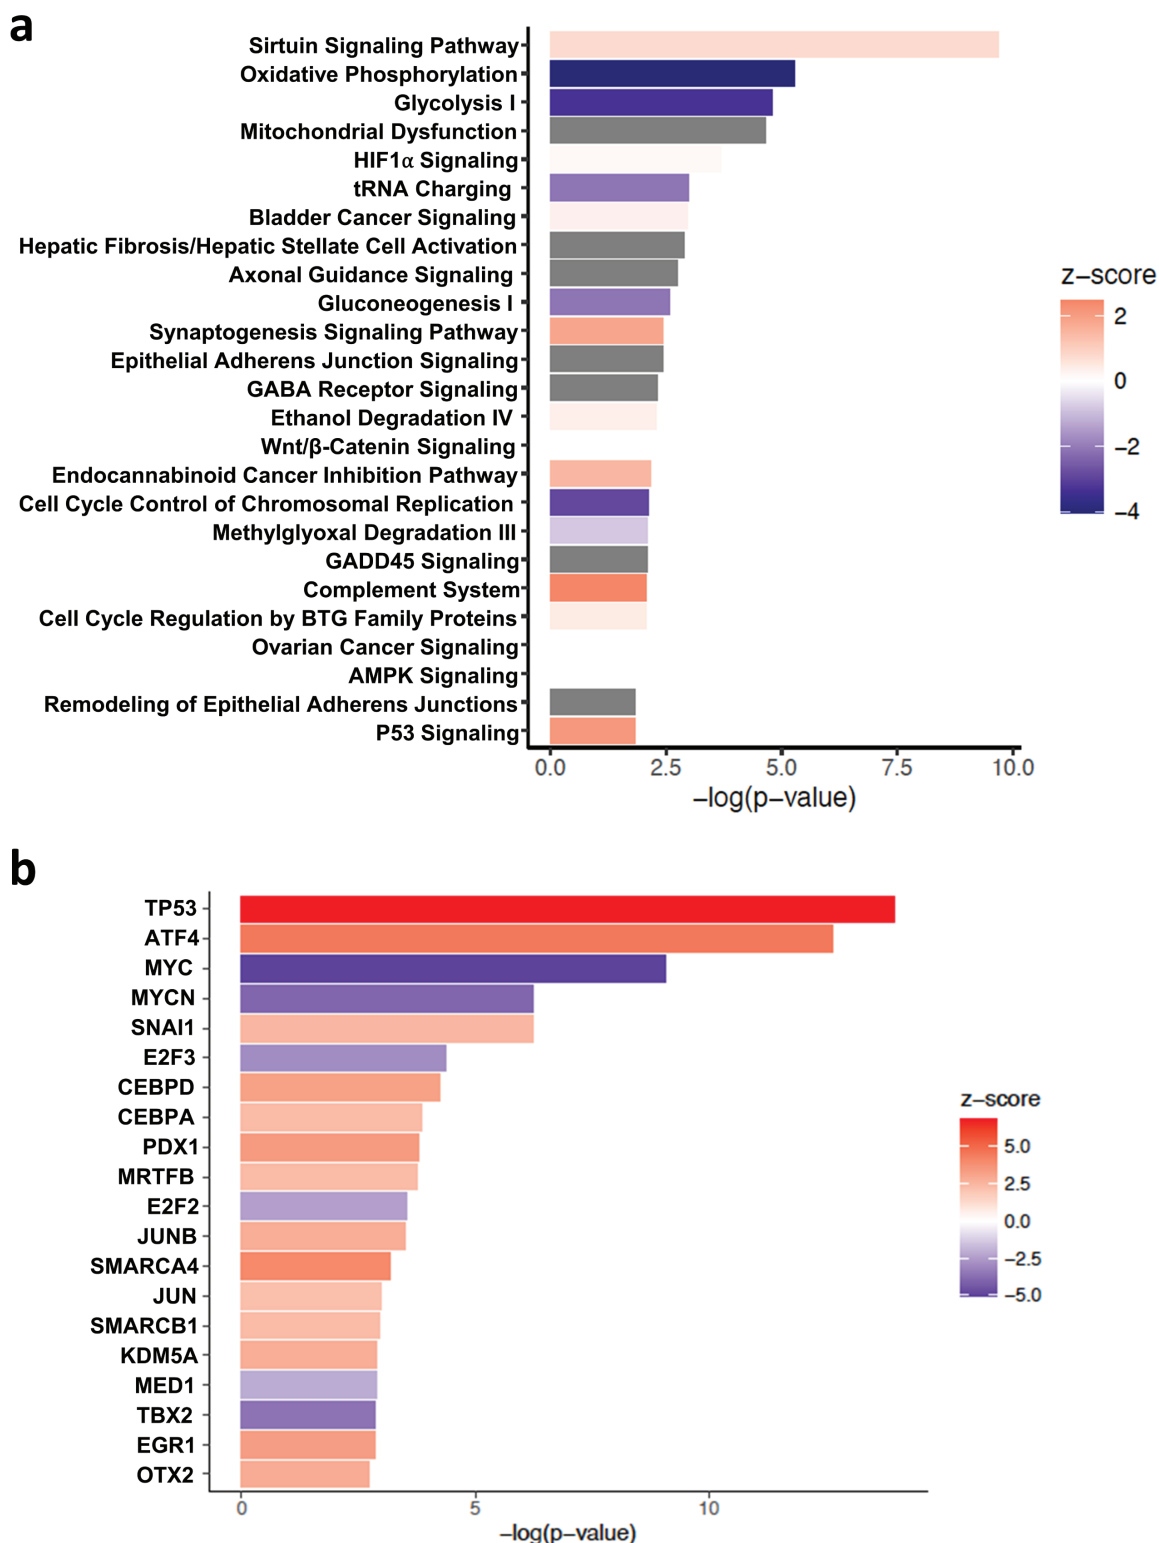 a
Sirtuin Signaling Pathway
Oxidative Phosphorylation
Glycolysis I
Mitochondrial Dysfunction
HIF1α Signaling
tRNA Charging
Bladder Cancer Signaling
Hepatic Fibrosis/Hepatic Stellate Cell Activation
Axonal Guidance Signaling
Gluconeogenesis I
Synaptogenesis Signaling Pathway
Epithelial Adherens Junction Signaling
GABA Receptor Signaling
Ethanol Degradation IV
Wnt/β-Catenin Signaling
Endocannabinoid Cancer Inhibition Pathway
Cell Cycle Control of Chromosomal Replication
Methylglyoxal Degradation III
GADD45 Signaling
Complement System
Cell Cycle Regulation by BTG Family Proteins
Ovarian Cancer Signaling
AMPK Signaling
Remodeling of Epithelial Adherens Junctions
P53 Signaling
0.0 2.5 5.0 7.5 10.0
−log(p−value)
z−score
2
0
−2
−4
b
TP53
ATF4
MYC
MYCN
SNAI1
E2F3
CEBPD
CEBPA
PDX1
MRTFB
E2F2
JUNB
SMARCA4
JUN
SMARCB1
KDM5A
MED1
TBX2
EGR1
OTX2
0 5 10
−log(p−value)
z−score
5.0
2.5
0.0
−2.5
−5.0